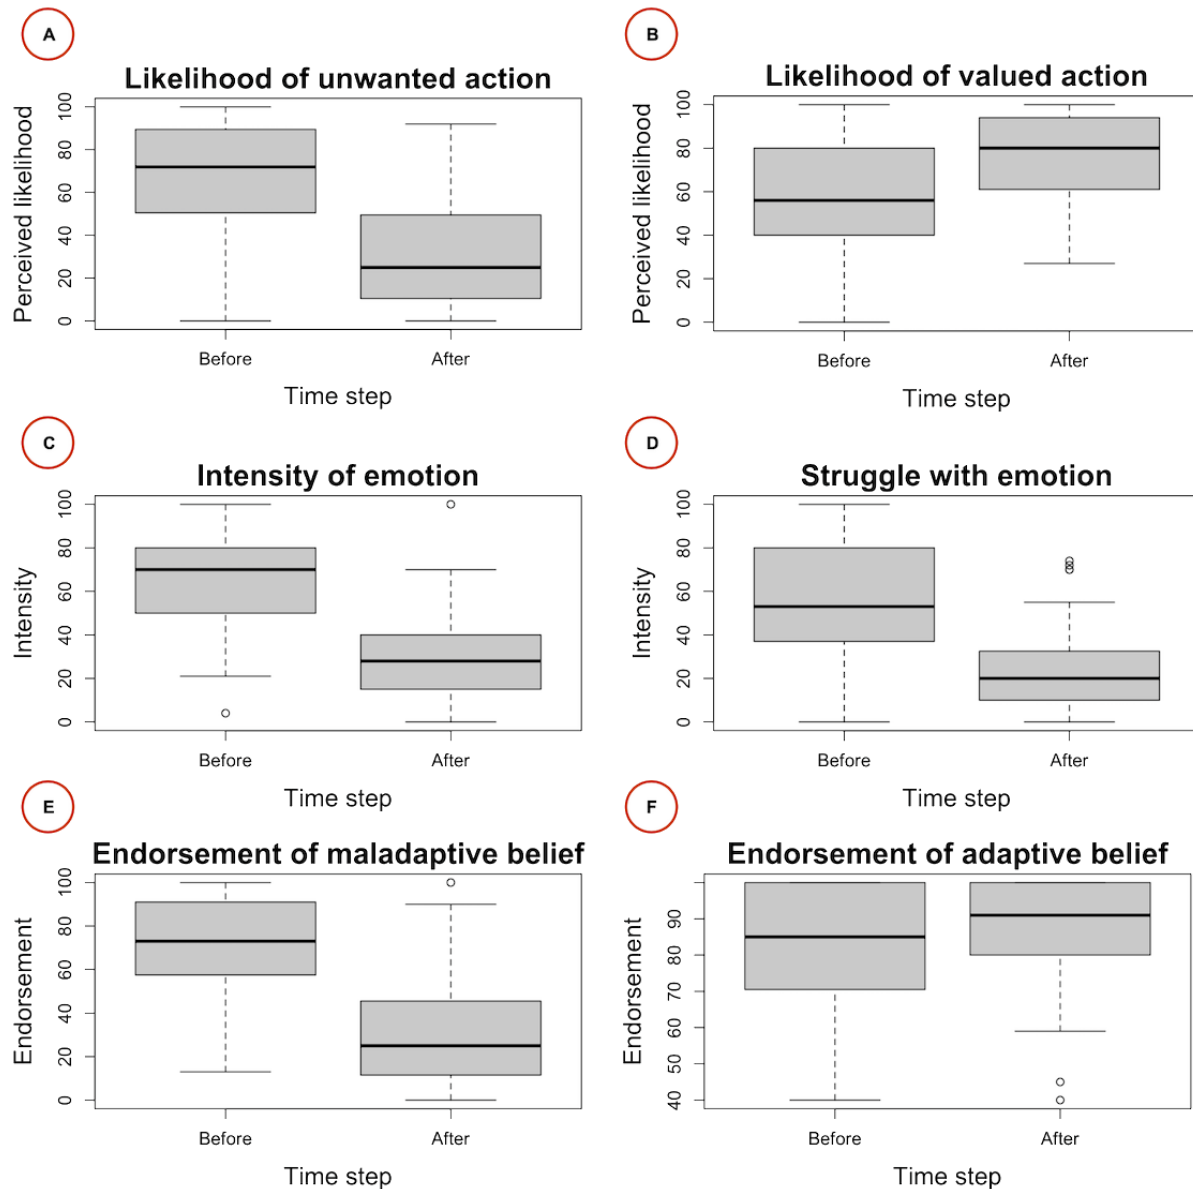 A
Likelihood of unwanted action
Perceived likelihood
0 20 40 60 80 100
Before After
Time step
B
Likelihood of valued action
Perceived likelihood
0 20 40 60 80 100
Before After
Time step
C
Intensity of emotion
Intensity
0 20 40 60 80 100
Before After
Time step
D
Struggle with emotion
Intensity
0 20 40 60 80 100
Before After
Time step
E
Endorsement of maladaptive belief
Endorsement
0 20 40 60 80 100
Before After
Time step
F
Endorsement of adaptive belief
Endorsement
40 50 60 70 80 90
Before After
Time step